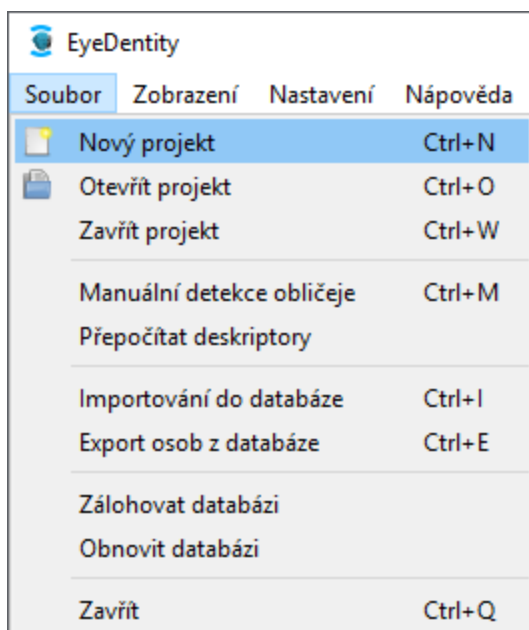 EyeDentity
Soubor Zobrazení Nastavení Nápověda
Nový projekt Ctrl+N
Otevřít projekt Ctrl+O
Zavřít projekt Ctrl+W
Manuální detekce obličeje Ctrl+M
Přepočítat deskriptory
Importování do databáze Ctrl+I
Export osob z databáze Ctrl+E
Zálohovat databázi
Obnovit databázi
Zavřít Ctrl+Q